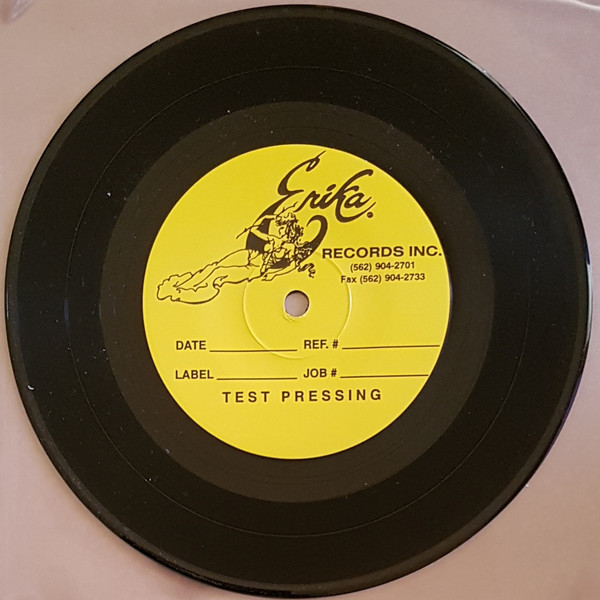 Erika
RECORDS INC.
(562) 904-2701
Fax (562) 904-2733
DATE REF. #
LABEL JOB #
TEST PRESSING